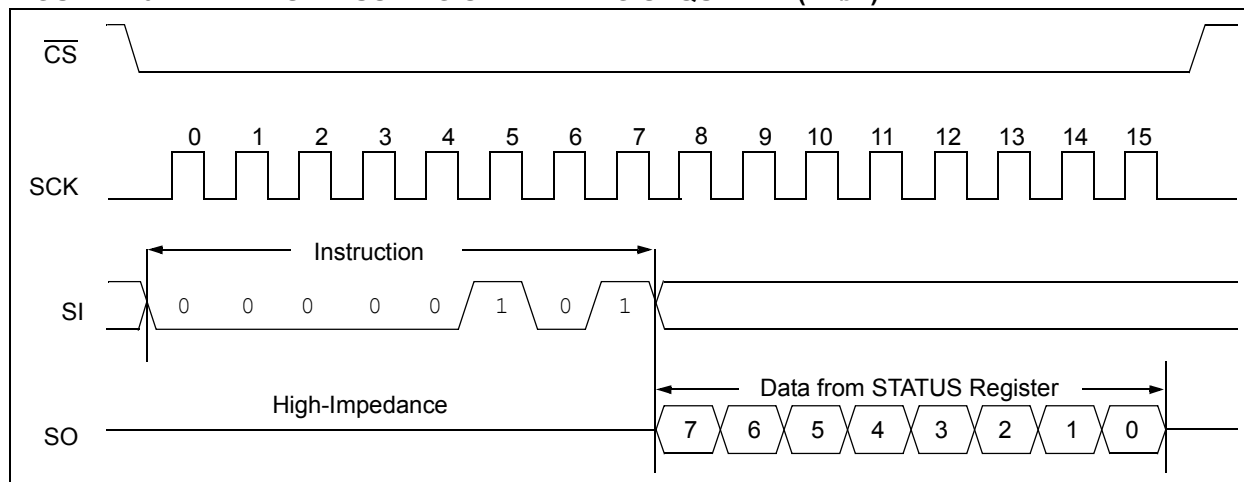 CS
0 1 2 3 4 5 6 7 8 9 10 11 12 13 14 15
SCK
Instruction
SI 0 0 0 0 0 1 0 1
Data from STATUS Register
High-Impedance
SO 7 6 5 4 3 2 1 0